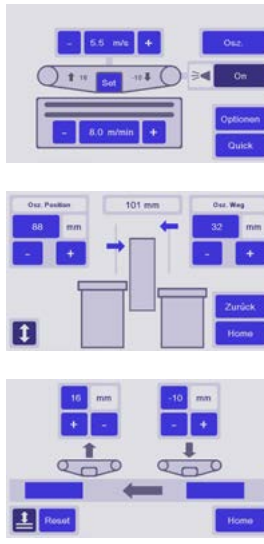 - 5.5 m/s + Osz.
↑ 16 Set -10 ↓ On
Optionen
- 8.0 m/min + Quick
Osz. Position 101 mm Osz. Weg
88 mm 32 mm
- + - +
Zurück
Home
16 mm -10 mm
+ - - +
Reset Home